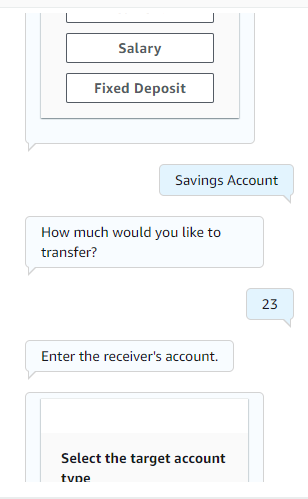 Salary
Fixed Deposit
Savings Account
How much would you like to
transfer?
23
Enter the receiver's account.
Select the target account
type